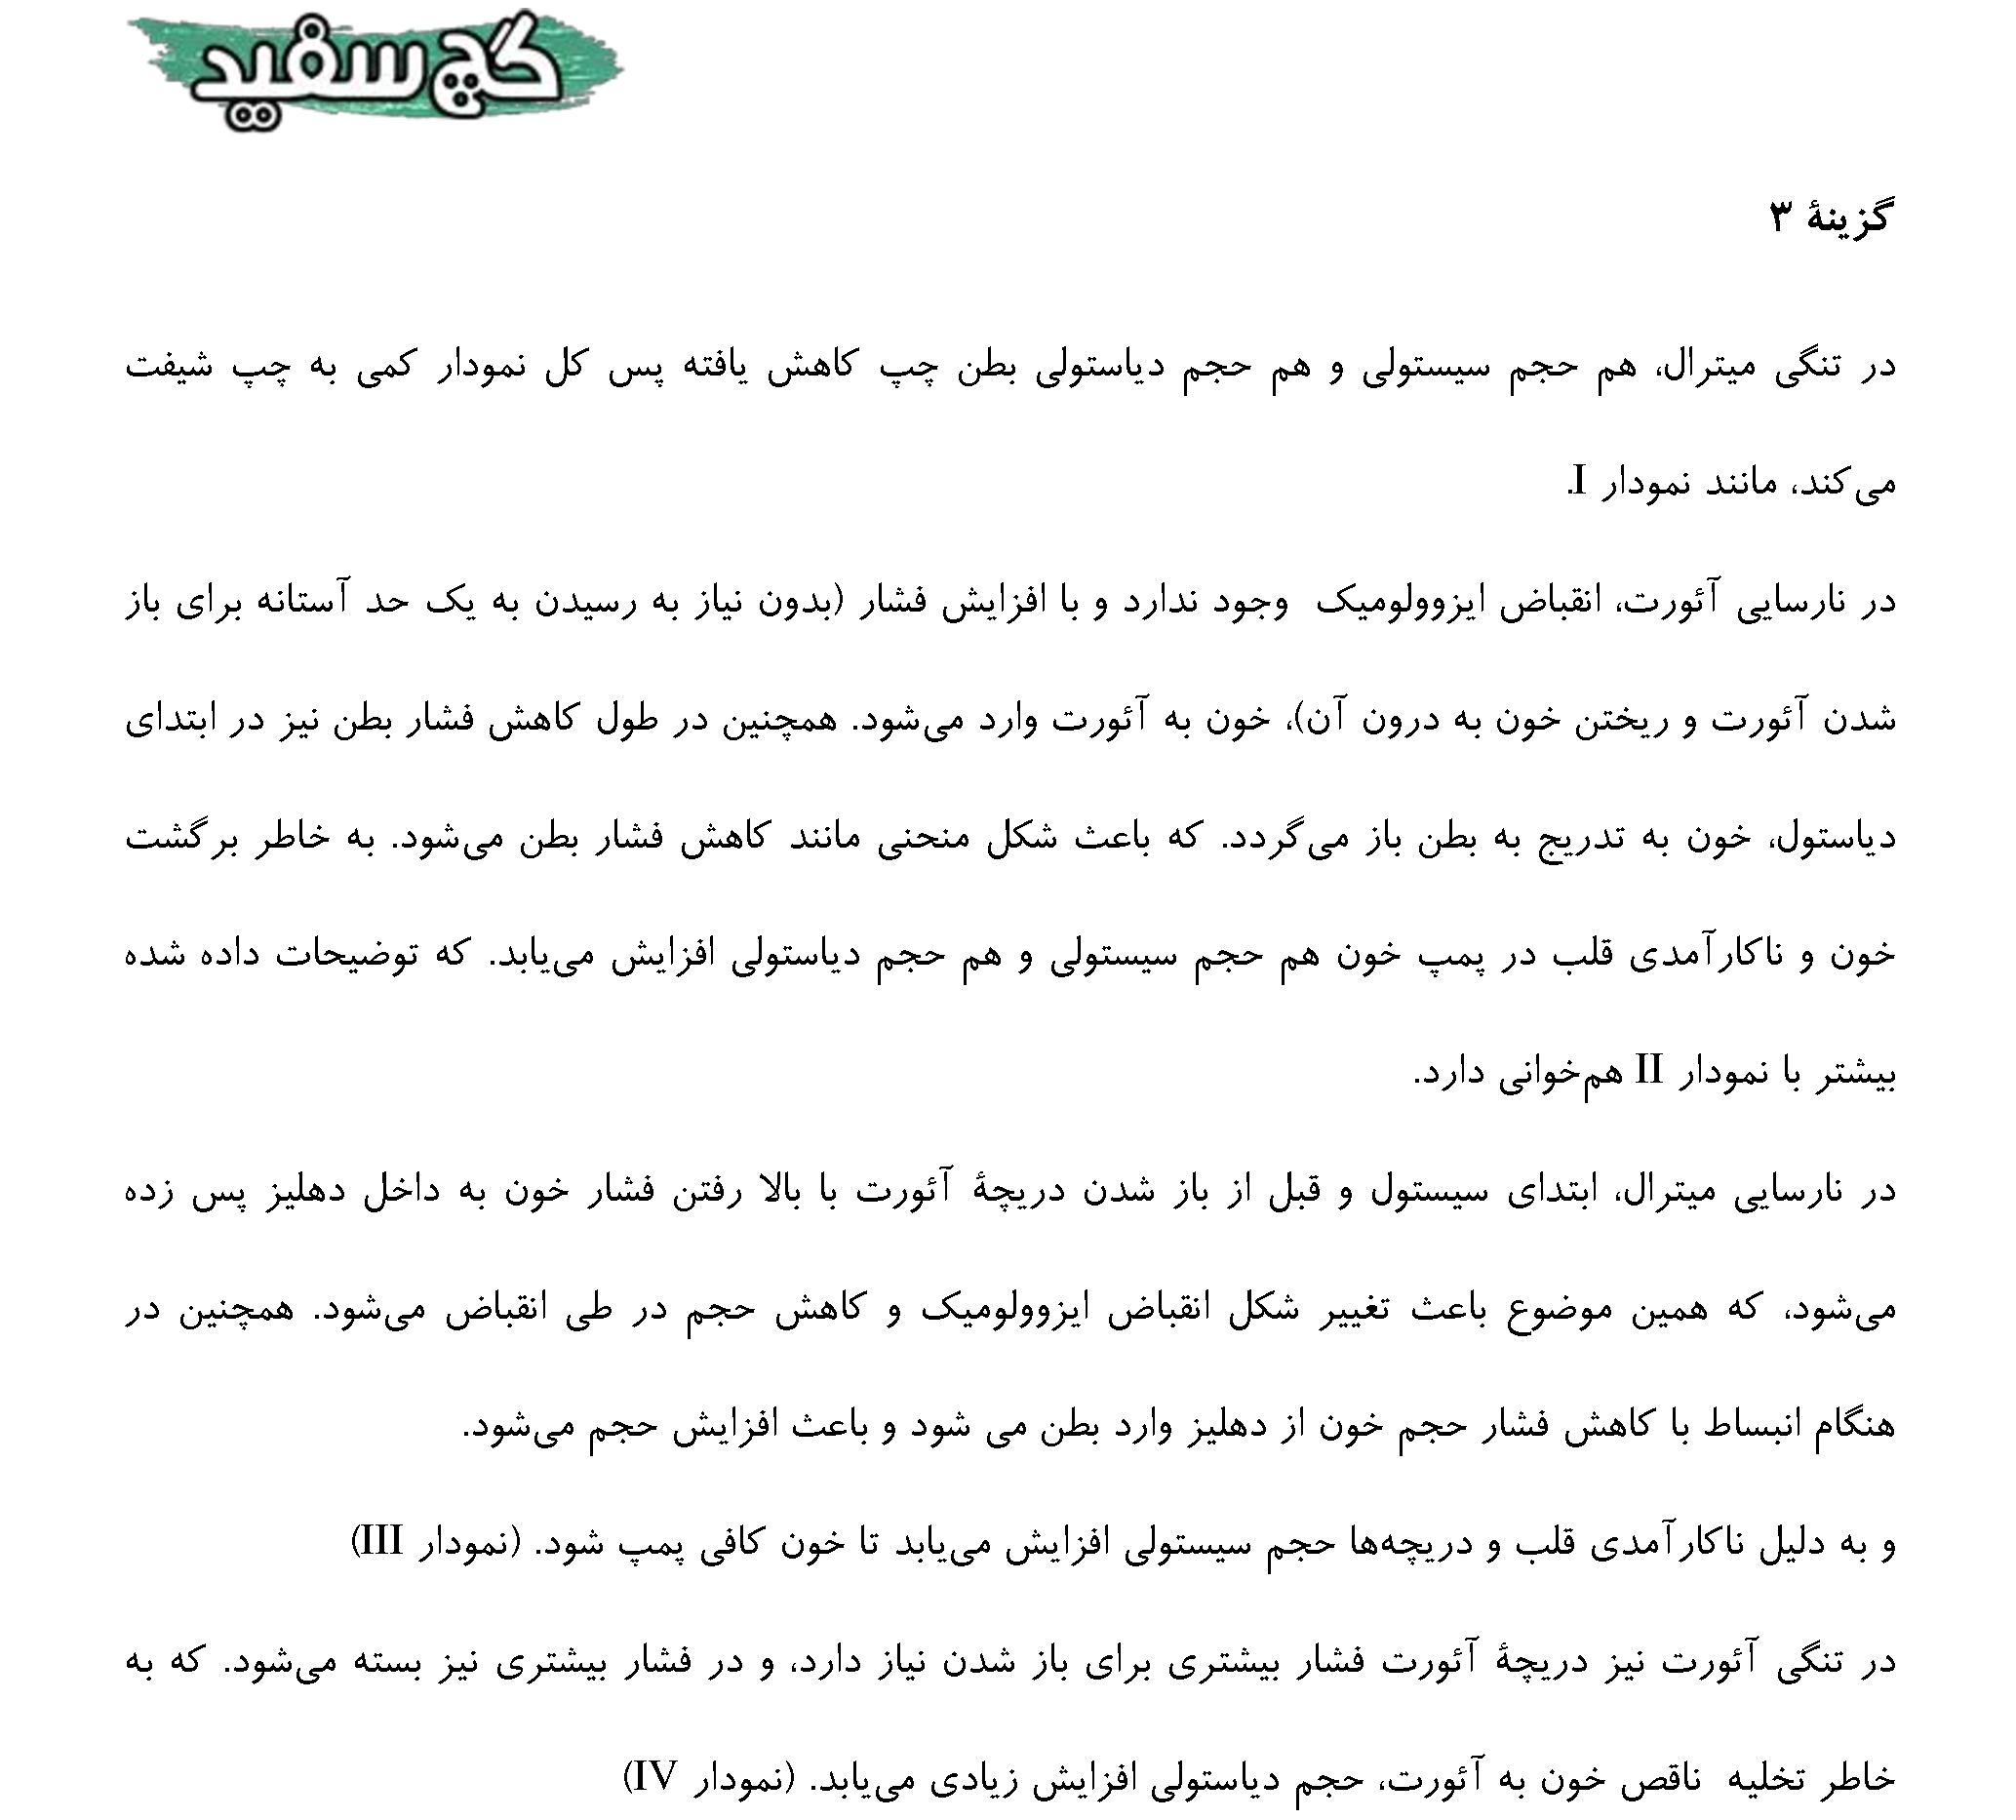 گچ سفید
گزینهٔ ۳
در تنگی میترال، هم حجم سیستولی و هم حجم دیاستولی بطن چپ کاهش یافته پس کل نمودار کمی به چپ شیفت
می‌کند، مانند نمودار I.
در نارسایی آئورت، انقباض ایزوولومیک وجود ندارد و با افزایش فشار (بدون نیاز به رسیدن به یک حد آستانه برای باز
شدن آئورت و ریختن خون به درون آن)، خون به آئورت وارد می‌شود. همچنین در طول کاهش فشار بطن نیز در ابتدای
دیاستول، خون به تدریج به بطن باز می‌گردد. که باعث شکل منحنی مانند کاهش فشار بطن می‌شود. به خاطر برگشت
خون و ناکارآمدی قلب در پمپ خون هم حجم سیستولی و هم حجم دیاستولی افزایش می‌یابد. که توضیحات داده شده
بیشتر با نمودار II هم‌خوانی دارد.
در نارسایی میترال، ابتدای سیستول و قبل از باز شدن دریچهٔ آئورت با بالا رفتن فشار خون به داخل دهلیز پس زده
می‌شود، که همین موضوع باعث تغییر شکل انقباض ایزوولومیک و کاهش حجم در طی انقباض می‌شود. همچنین در
هنگام انبساط با کاهش فشار حجم خون از دهلیز وارد بطن می شود و باعث افزایش حجم می‌شود.
و به دلیل ناکارآمدی قلب و دریچه‌ها حجم سیستولی افزایش می‌یابد تا خون کافی پمپ شود. (نمودار III)
در تنگی آئورت نیز دریچهٔ آئورت فشار بیشتری برای باز شدن نیاز دارد، و در فشار بیشتری نیز بسته می‌شود. که به
خاطر تخلیه ناقص خون به آئورت، حجم دیاستولی افزایش زیادی می‌یابد. (نمودار IV)